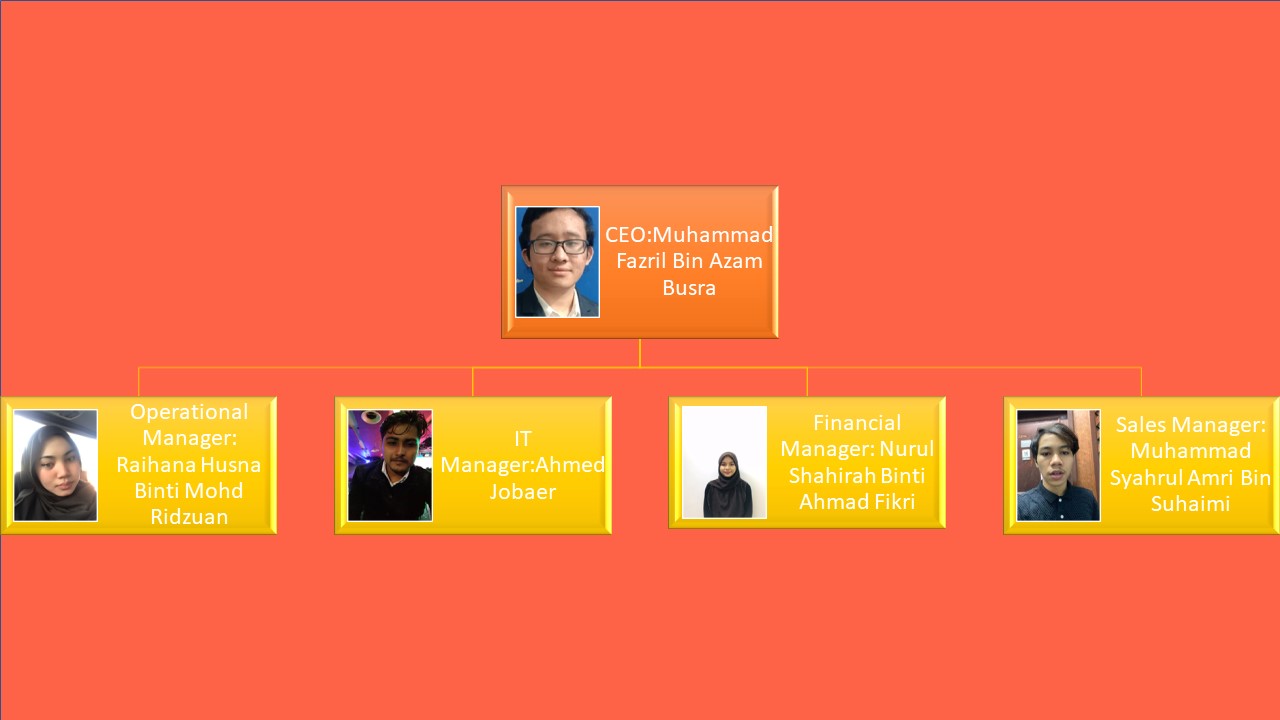 CEO:Muhammad
Fazril Bin Azam
Busra
Operational
Manager:
Raihana Husna
Binti Mohd
Ridzuan
IT
Manager:Ahmed
Jobaer
Financial
Manager: Nurul
Shahirah Binti
Ahmad Fikri
Sales Manager:
Muhammad
Syahrul Amri Bin
Suhaimi